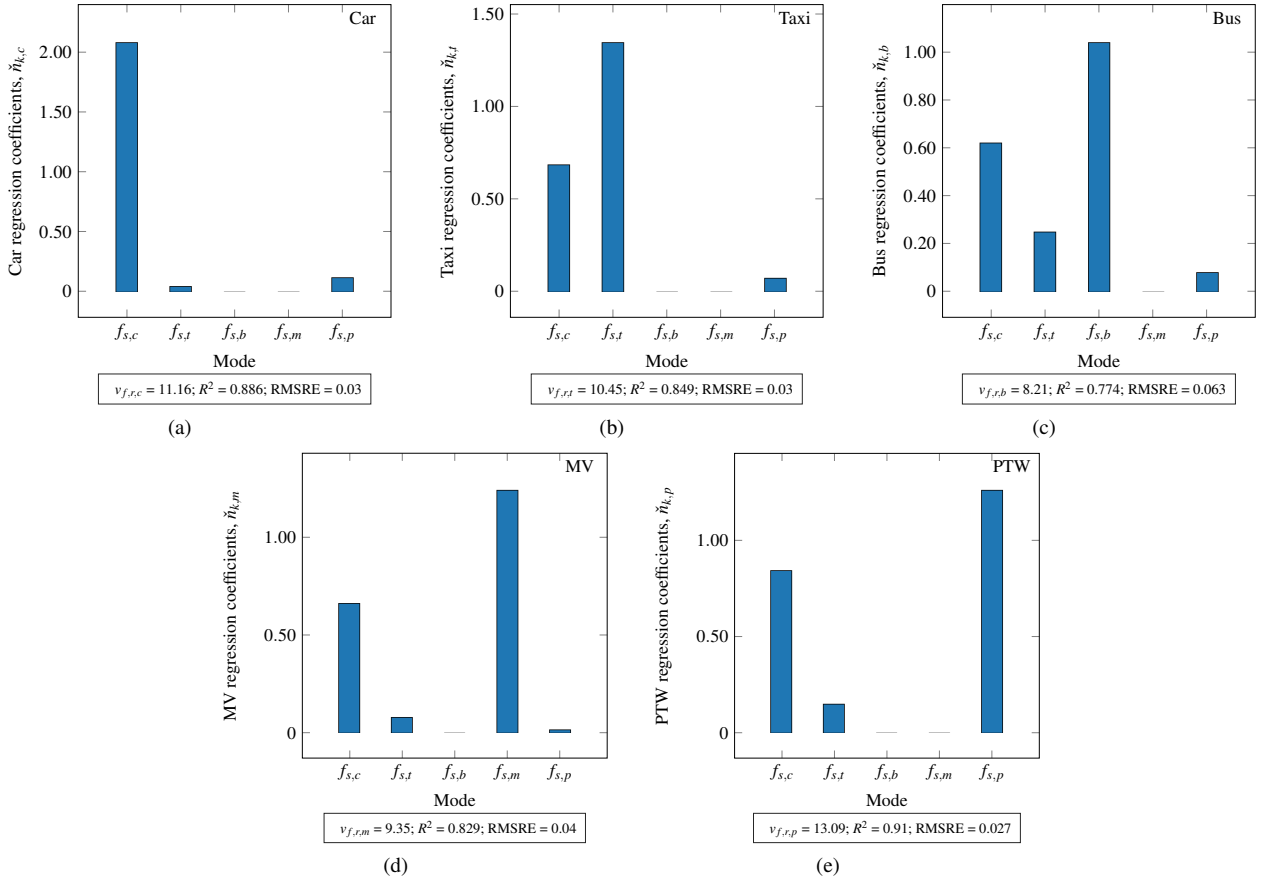 Car
Car regression coefficients, ň_{k,c}
2.00
1.50
1.00
0.50
0
f_{s,c} f_{s,t} f_{s,b} f_{s,m} f_{s,p}
Mode
v_{f,r,c} = 11.16; R² = 0.886; RMSRE = 0.03
(a)
Taxi
Taxi regression coefficients, ň_{k,t}
1.50
1.00
0.50
0
f_{s,c} f_{s,t} f_{s,b} f_{s,m} f_{s,p}
Mode
v_{f,r,t} = 10.45; R² = 0.849; RMSRE = 0.03
(b)
Bus
Bus regression coefficients, ň_{k,b}
1.00
0.80
0.60
0.40
0.20
0
f_{s,c} f_{s,t} f_{s,b} f_{s,m} f_{s,p}
Mode
v_{f,r,b} = 8.21; R² = 0.774; RMSRE = 0.063
(c)
MV
MV regression coefficients, ň_{k,m}
1.00
0.50
0
f_{s,c} f_{s,t} f_{s,b} f_{s,m} f_{s,p}
Mode
v_{f,r,m} = 9.35; R² = 0.829; RMSRE = 0.04
(d)
PTW
PTW regression coefficients, ň_{k,p}
1.00
0.50
0
f_{s,c} f_{s,t} f_{s,b} f_{s,m} f_{s,p}
Mode
v_{f,r,p} = 13.09; R² = 0.91; RMSRE = 0.027
(e)